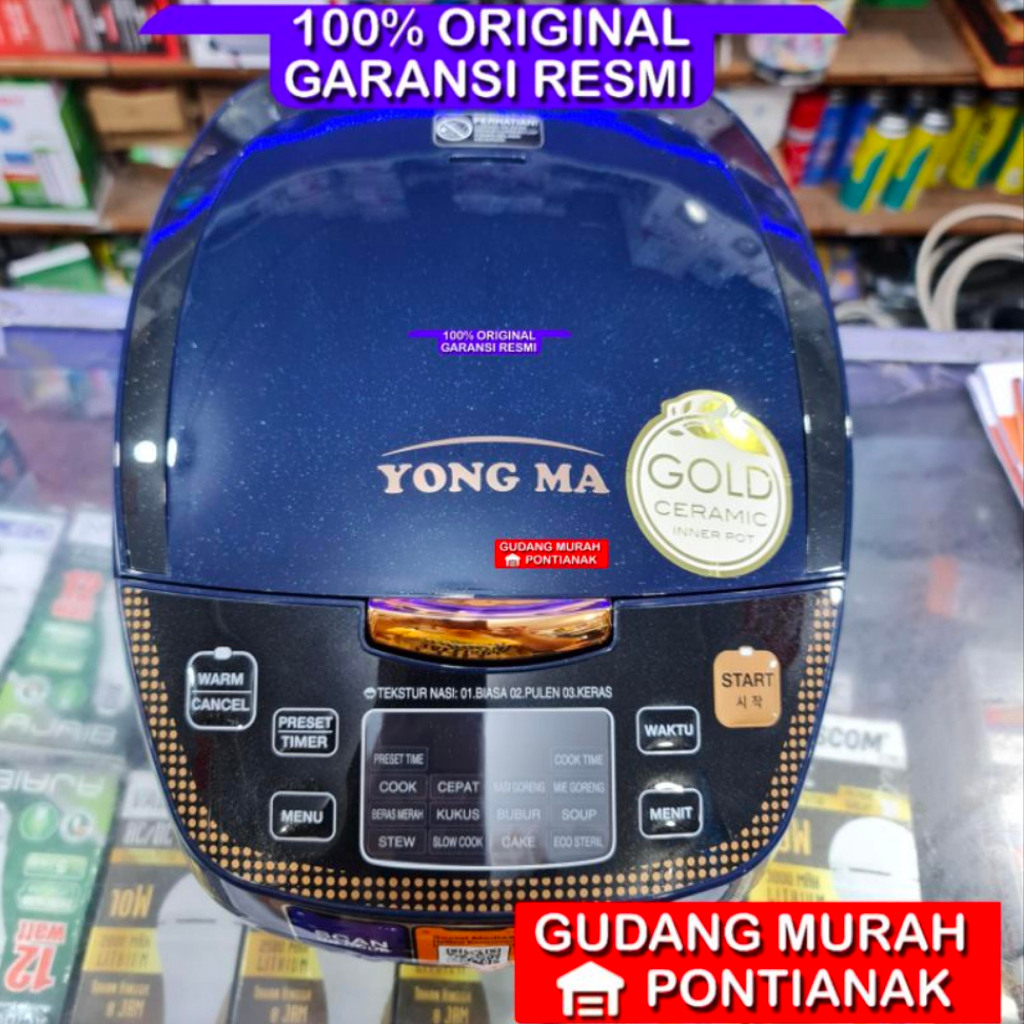 100% ORIGINAL
GARANSI RESMI
PERHATIAN
100% ORIGINAL
GARANSI RESMI
YONG MA
GOLD
CERAMIC
INNER POT
GUDANG MURAH
PONTIANAK
WARM
CANCEL
PRESET
TIMER
MENU
TEKSTUR NASI: 01.BIASA 02.PULEN 03.KERAS
PRESET TIME
COOK TIME
COOK CEPAT NASI GORENG MIE GORENG
BERAS MERAH KUKUS BUBUR SOUP
STEW SLOW COOK CAKE ECO STERIL
WAKTU
MENIT
START
시작
SCOM
SCAN
12
watt
GUDANG MURAH
PONTIANAK